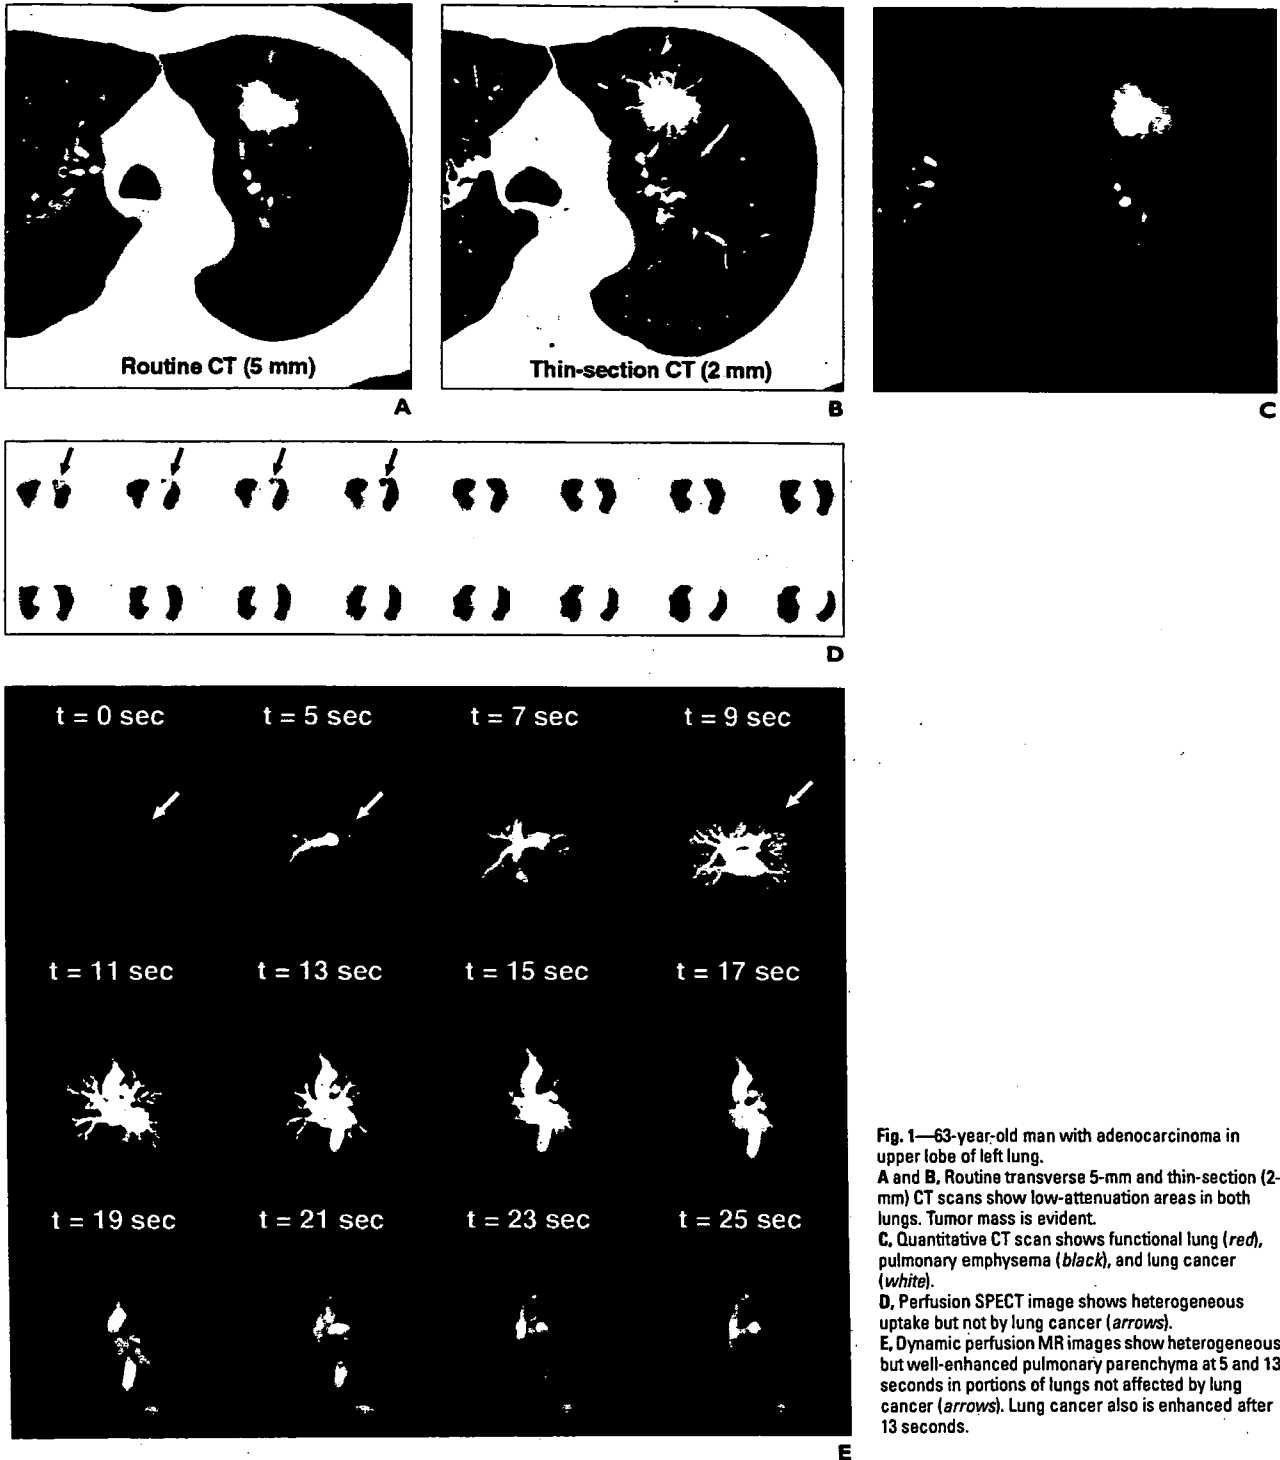 Routine CT (5 mm)
A
Thin-section CT (2 mm)
B
C
D
t = 0 sec
t = 5 sec
t = 7 sec
t = 9 sec
t = 11 sec
t = 13 sec
t = 15 sec
t = 17 sec
t = 19 sec
t = 21 sec
t = 23 sec
t = 25 sec
E
Fig. 1—63-year-old man with adenocarcinoma in
upper lobe of left lung.
A and B, Routine transverse 5-mm and thin-section (2-
mm) CT scans show low-attenuation areas in both
lungs. Tumor mass is evident.
C, Quantitative CT scan shows functional lung (red),
pulmonary emphysema (black), and lung cancer
(white).
D, Perfusion SPECT image shows heterogeneous
uptake but not by lung cancer (arrows).
E, Dynamic perfusion MR images show heterogeneous
but well-enhanced pulmonary parenchyma at 5 and 13
seconds in portions of lungs not affected by lung
cancer (arrows). Lung cancer also is enhanced after
13 seconds.